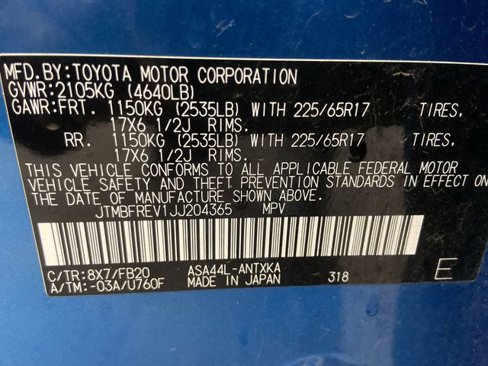 MFD.BY:TOYOTA MOTOR CORPORATION
GVWR:2105KG (4640LB)
GAWR:FRT. 1150KG (2535LB) WITH 225/65R17 TIRES.
17X6 1/2J RIMS.
RR. 1150KG (2535LB) WITH 225/65R17 TIRES.
17X6 1/2J RIMS.
THIS VEHICLE CONFORMS TO ALL APPLICABLE FEDERAL MOTOR
VEHICLE SAFETY AND THEFT PREVENTION STANDARDS IN EFFECT ON
THE DATE OF MANUFACTURE SHOWN ABOVE.
JTMBFREV1JJ204365 MPV
C/TR:8X7/FB20 ASA44L-ANTXKA
A/TM:-03A/U760F MADE IN JAPAN 318 E